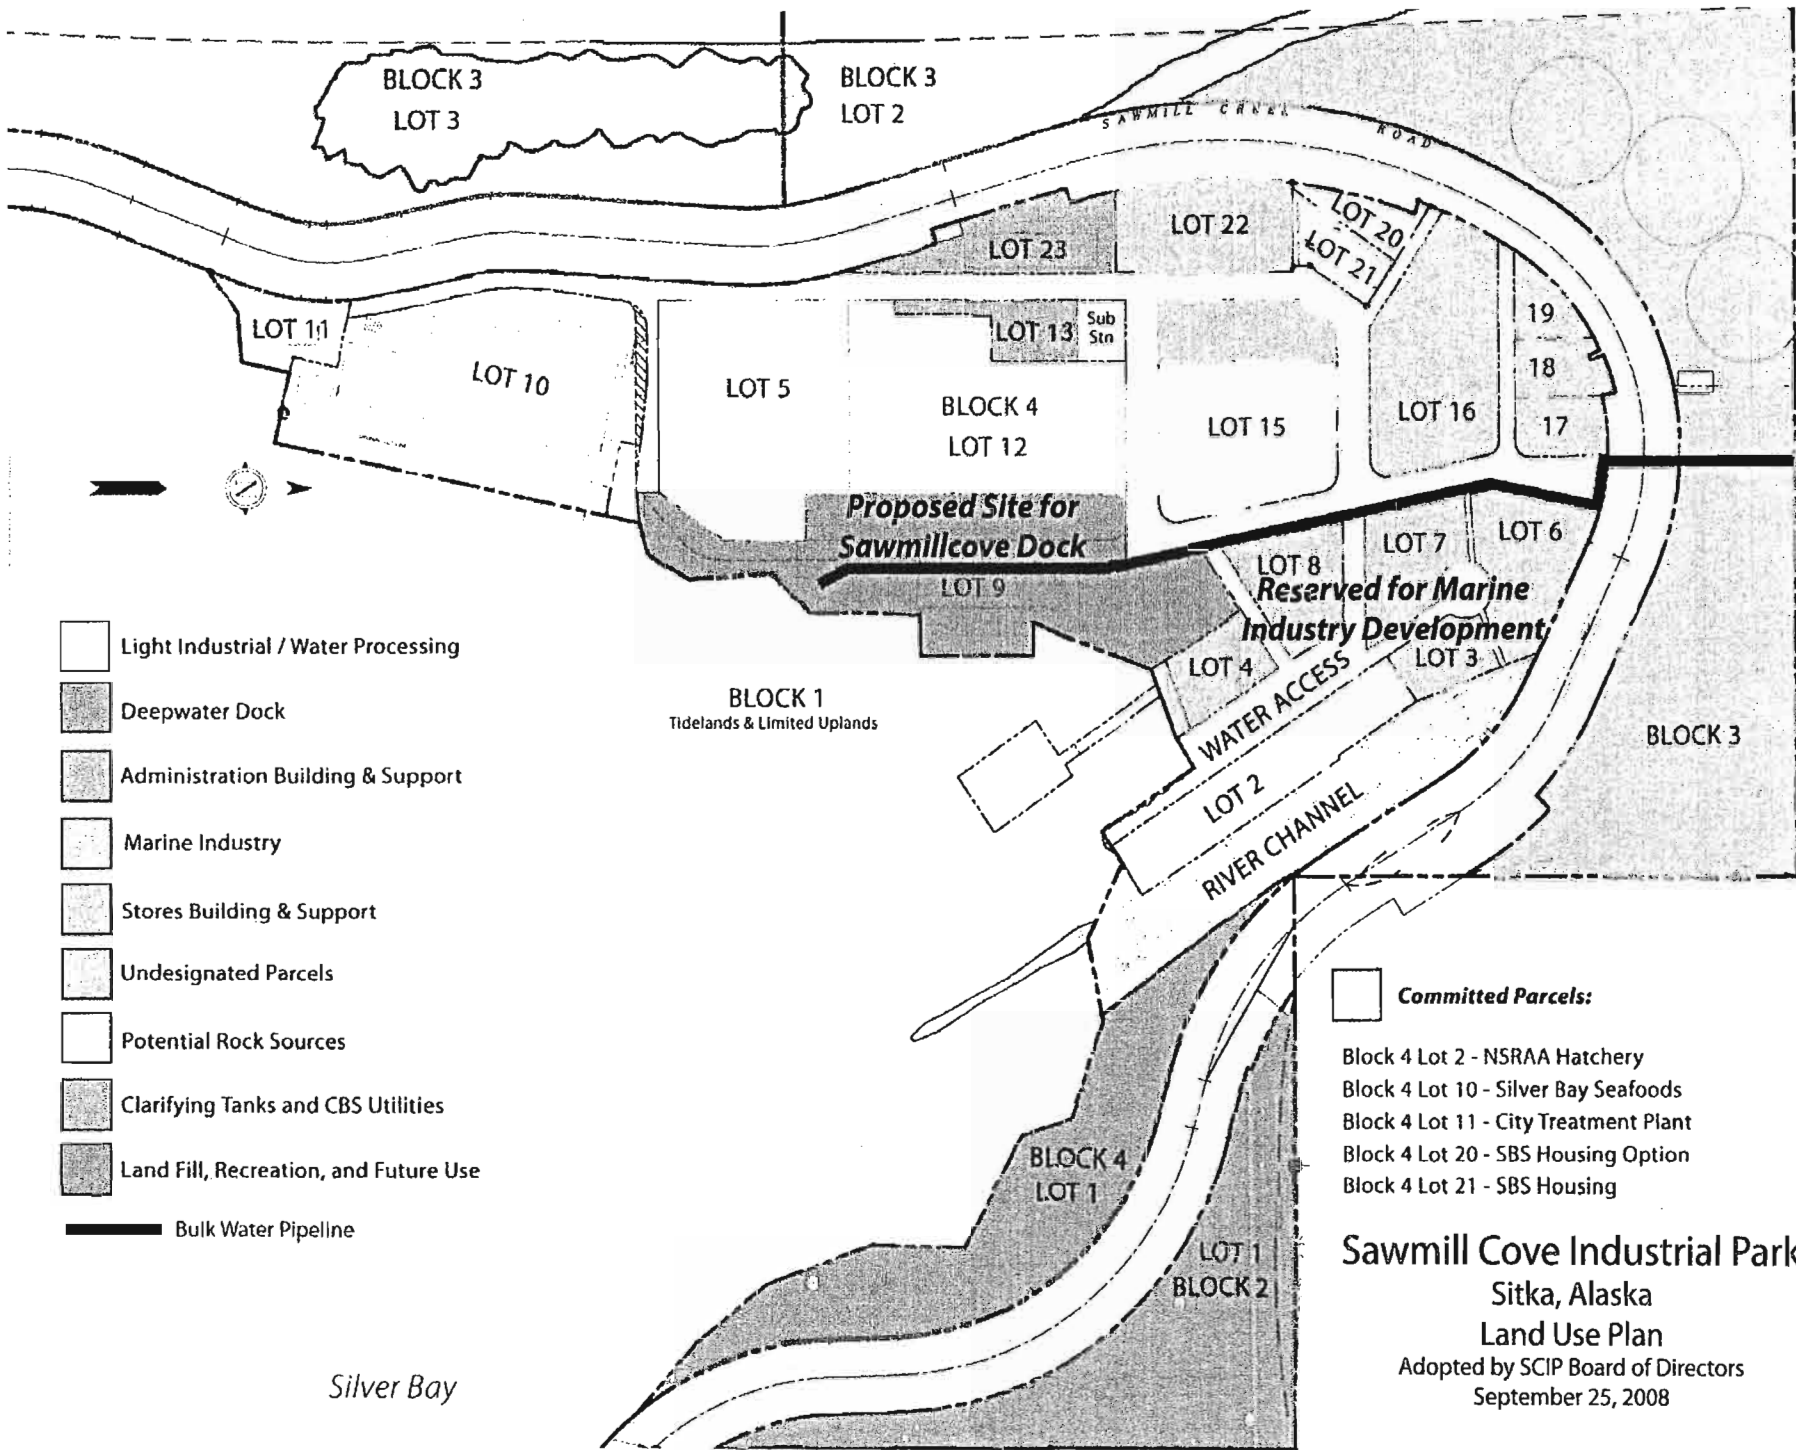 BLOCK 3
LOT 3
BLOCK 3
LOT 2
SAWMILL CREEK ROAD
LOT 23
LOT 22
LOT 20
LOT 21
LOT 11
LOT 10
LOT 5
LOT 13
Sub
Stn
BLOCK 4
LOT 12
LOT 15
LOT 16
19
18
17
Proposed Site for
Sawmillcove Dock
LOT 9
LOT 8
LOT 7
LOT 6
Reserved for Marine
Industry Development
LOT 4
LOT 3
WATER ACCESS
LOT 2
RIVER CHANNEL
BLOCK 1
Tidelands & Limited Uplands
BLOCK 3
Light Industrial / Water Processing
Deepwater Dock
Administration Building & Support
Marine Industry
Stores Building & Support
Undesignated Parcels
Potential Rock Sources
Clarifying Tanks and CBS Utilities
Land Fill, Recreation, and Future Use
Bulk Water Pipeline
BLOCK 4
LOT 1
LOT 1
BLOCK 2
Silver Bay
Committed Parcels:
Block 4 Lot 2 - NSRAA Hatchery
Block 4 Lot 10 - Silver Bay Seafoods
Block 4 Lot 11 - City Treatment Plant
Block 4 Lot 20 - SBS Housing Option
Block 4 Lot 21 - SBS Housing
Sawmill Cove Industrial Park
Sitka, Alaska
Land Use Plan
Adopted by SCIP Board of Directors
September 25, 2008